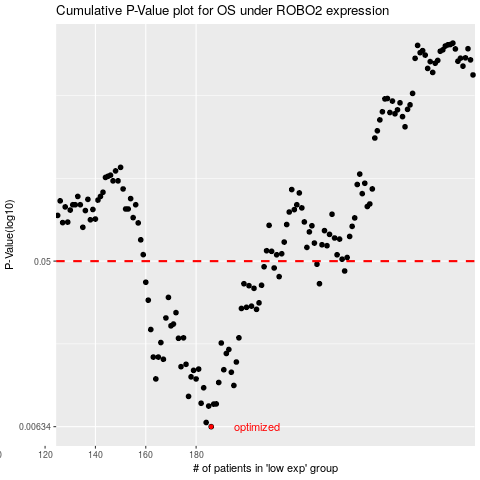 Cumulative P-Value plot for OS under ROBO2 expression
P-Value(log10)
0.05
0.00634
optimized
0 120 140 160 180
# of patients in 'low exp' group